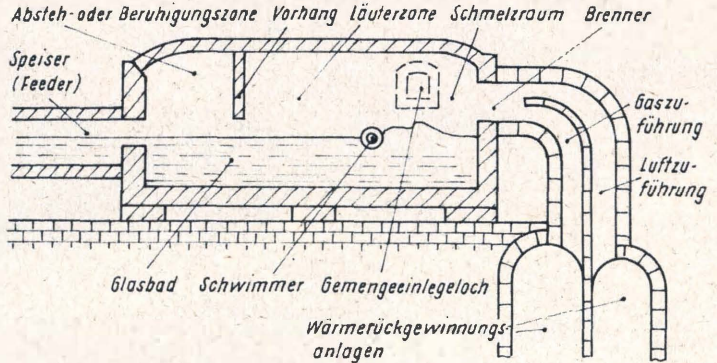 Absteh- oder Beruhigungszone Vorhang Läuterzone Schmelzraum Brenner
Speiser
(Feeder)
Gaszu-
führung
Luftzu-
führung
Glasbad Schwimmer Gemengeeinlegeloch
Wärmerückgewinnungs-
anlagen